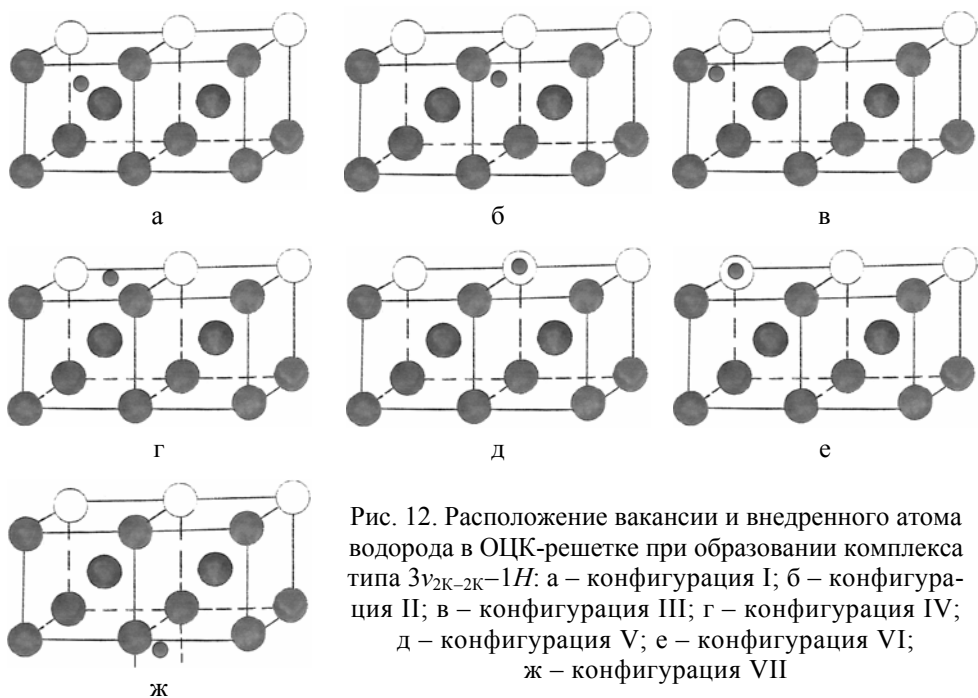 а
б
в
г
д
е
ж
Рис. 12. Расположение вакансии и внедренного атома
водорода в ОЦК-решетке при образовании комплекса
типа 3v₂К–2К–1H: а – конфигурация I; б – конфигура-
ция II; в – конфигурация III; г – конфигурация IV;
д – конфигурация V; е – конфигурация VI;
ж – конфигурация VII